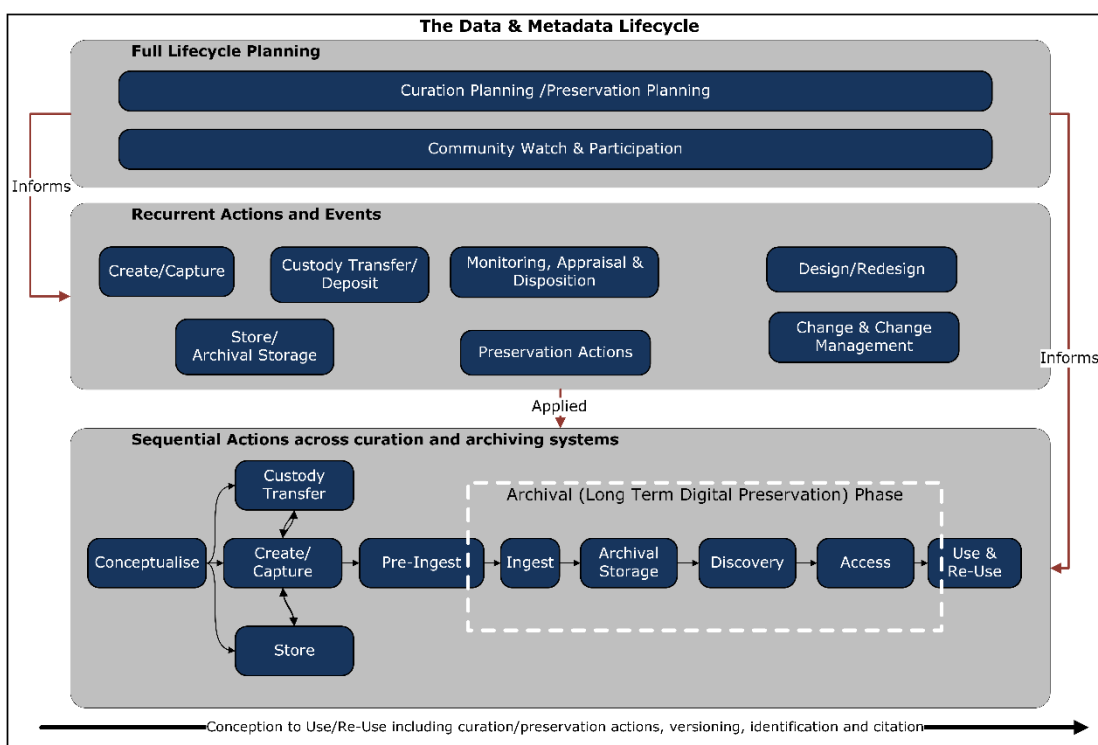 The Data & Metadata Lifecycle
Full Lifecycle Planning
Curation Planning /Preservation Planning
Community Watch & Participation
Informs
Recurrent Actions and Events
Create/Capture
Custody Transfer/
Deposit
Monitoring, Appraisal &
Disposition
Design/Redesign
Store/
Archival Storage
Preservation Actions
Change & Change
Management
Informs
Applied
Sequential Actions across curation and archiving systems
Custody
Transfer
Archival (Long Term Digital Preservation) Phase
Conceptualise
Create/
Capture
Pre-Ingest
Ingest
Archival
Storage
Discovery
Access
Use &
Re-Use
Store
Conception to Use/Re-Use including curation/preservation actions, versioning, identification and citation